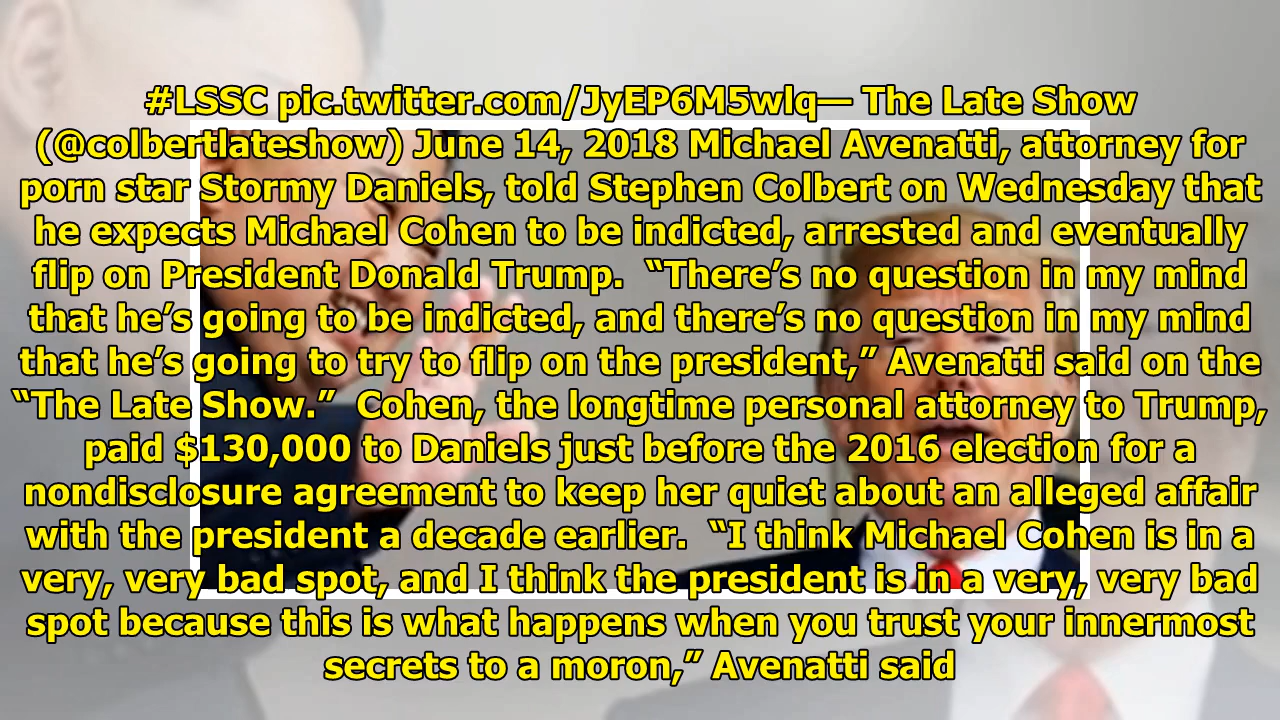 #LSSC pic.twitter.com/JyEP6M5wlq— The Late Show
(@colbertlateshow) June 14, 2018 Michael Avenatti, attorney for
porn star Stormy Daniels, told Stephen Colbert on Wednesday that
he expects Michael Cohen to be indicted, arrested and eventually
flip on President Donald Trump.  “There’s no question in my mind
that he’s going to be indicted, and there’s no question in my mind
that he’s going to try to flip on the president,” Avenatti said on the
“The Late Show.”  Cohen, the longtime personal attorney to Trump,
paid $130,000 to Daniels just before the 2016 election for a
nondisclosure agreement to keep her quiet about an alleged affair
with the president a decade earlier.  “I think Michael Cohen is in a
very, very bad spot, and I think the president is in a very, very bad
spot because this is what happens when you trust your innermost
secrets to a moron,” Avenatti said